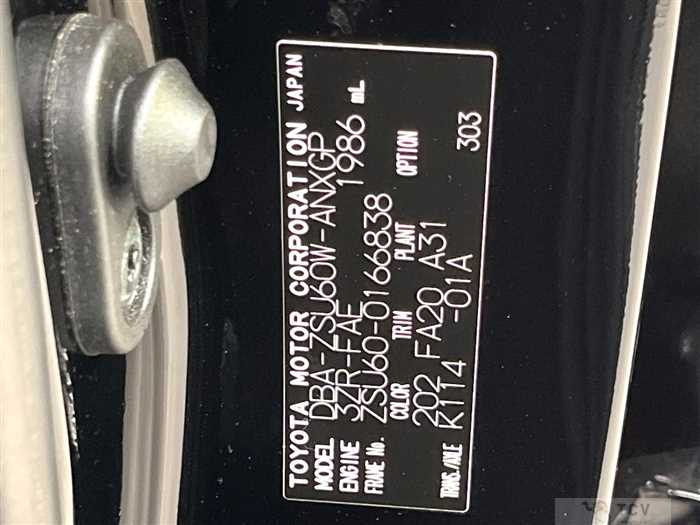 TOYOTA MOTOR CORPORATION JAPAN
MODEL DBA-ZSU60W-ANXGP
ENGINE 3ZR-FAE 1986 mL
FRAME No. ZSU60-0166838
COLOR TRIM PLANT OPTION
202 FA20 A31 303
TRANS./AXLE K114 -01A
TCV